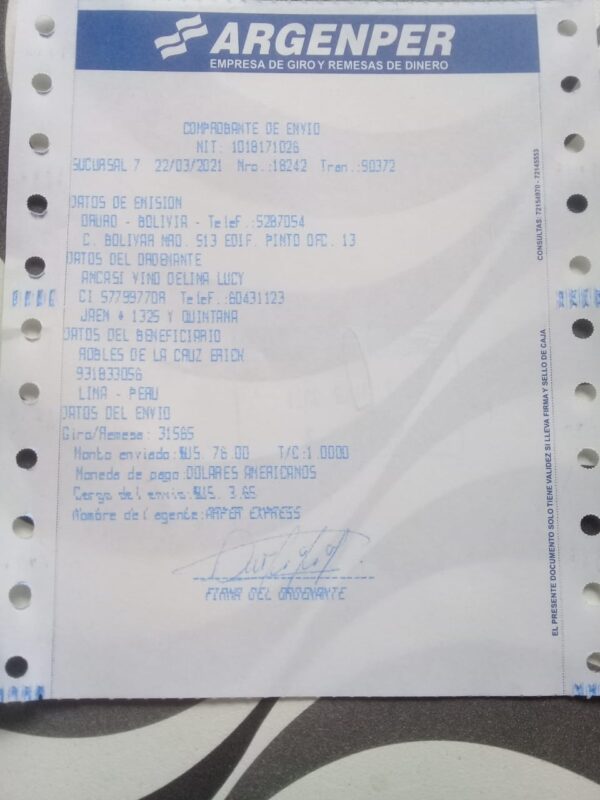 ARGENPER
EMPRESA DE GIRO Y REMESAS DE DINERO
COMPROBANTE DE ENVIO
NIT: 1018171026
SUCURSAL 7 22/03/2021 Nro.:18242 Tran.:90372
DATOS DE EMISION
ORURO - BOLIVIA - Telef.:5287054
C. BOLIVAR NRO. 513 EDIF. PINTO OFC. 13
DATOS DEL ORDENANTE
ANCASI VINO DELINA LUCY
CI 5779977OR Telef.:60431123
JAEN # 1325 Y QUINTANA
DATOS DEL BENEFICIARIO
ROBLES DE LA CRUZ ERICK
931833056
LIMA - PERU
DATOS DEL ENVIO
Giro/Remesa: 31565
Monto enviado:$US. 76.00 T/C:1.0000
Moneda de pago:DOLARES AMERICANOS
Cargo del envio:$US. 3.65
Nombre del agente:ARPER EXPRESS
FIRMA DEL ORDENANTE
CONSULTAS: 72154970 - 72145553
EL PRESENTE DOCUMENTO SOLO TIENE VALIDEZ SI LLEVA FIRMA Y SELLO DE CAJA